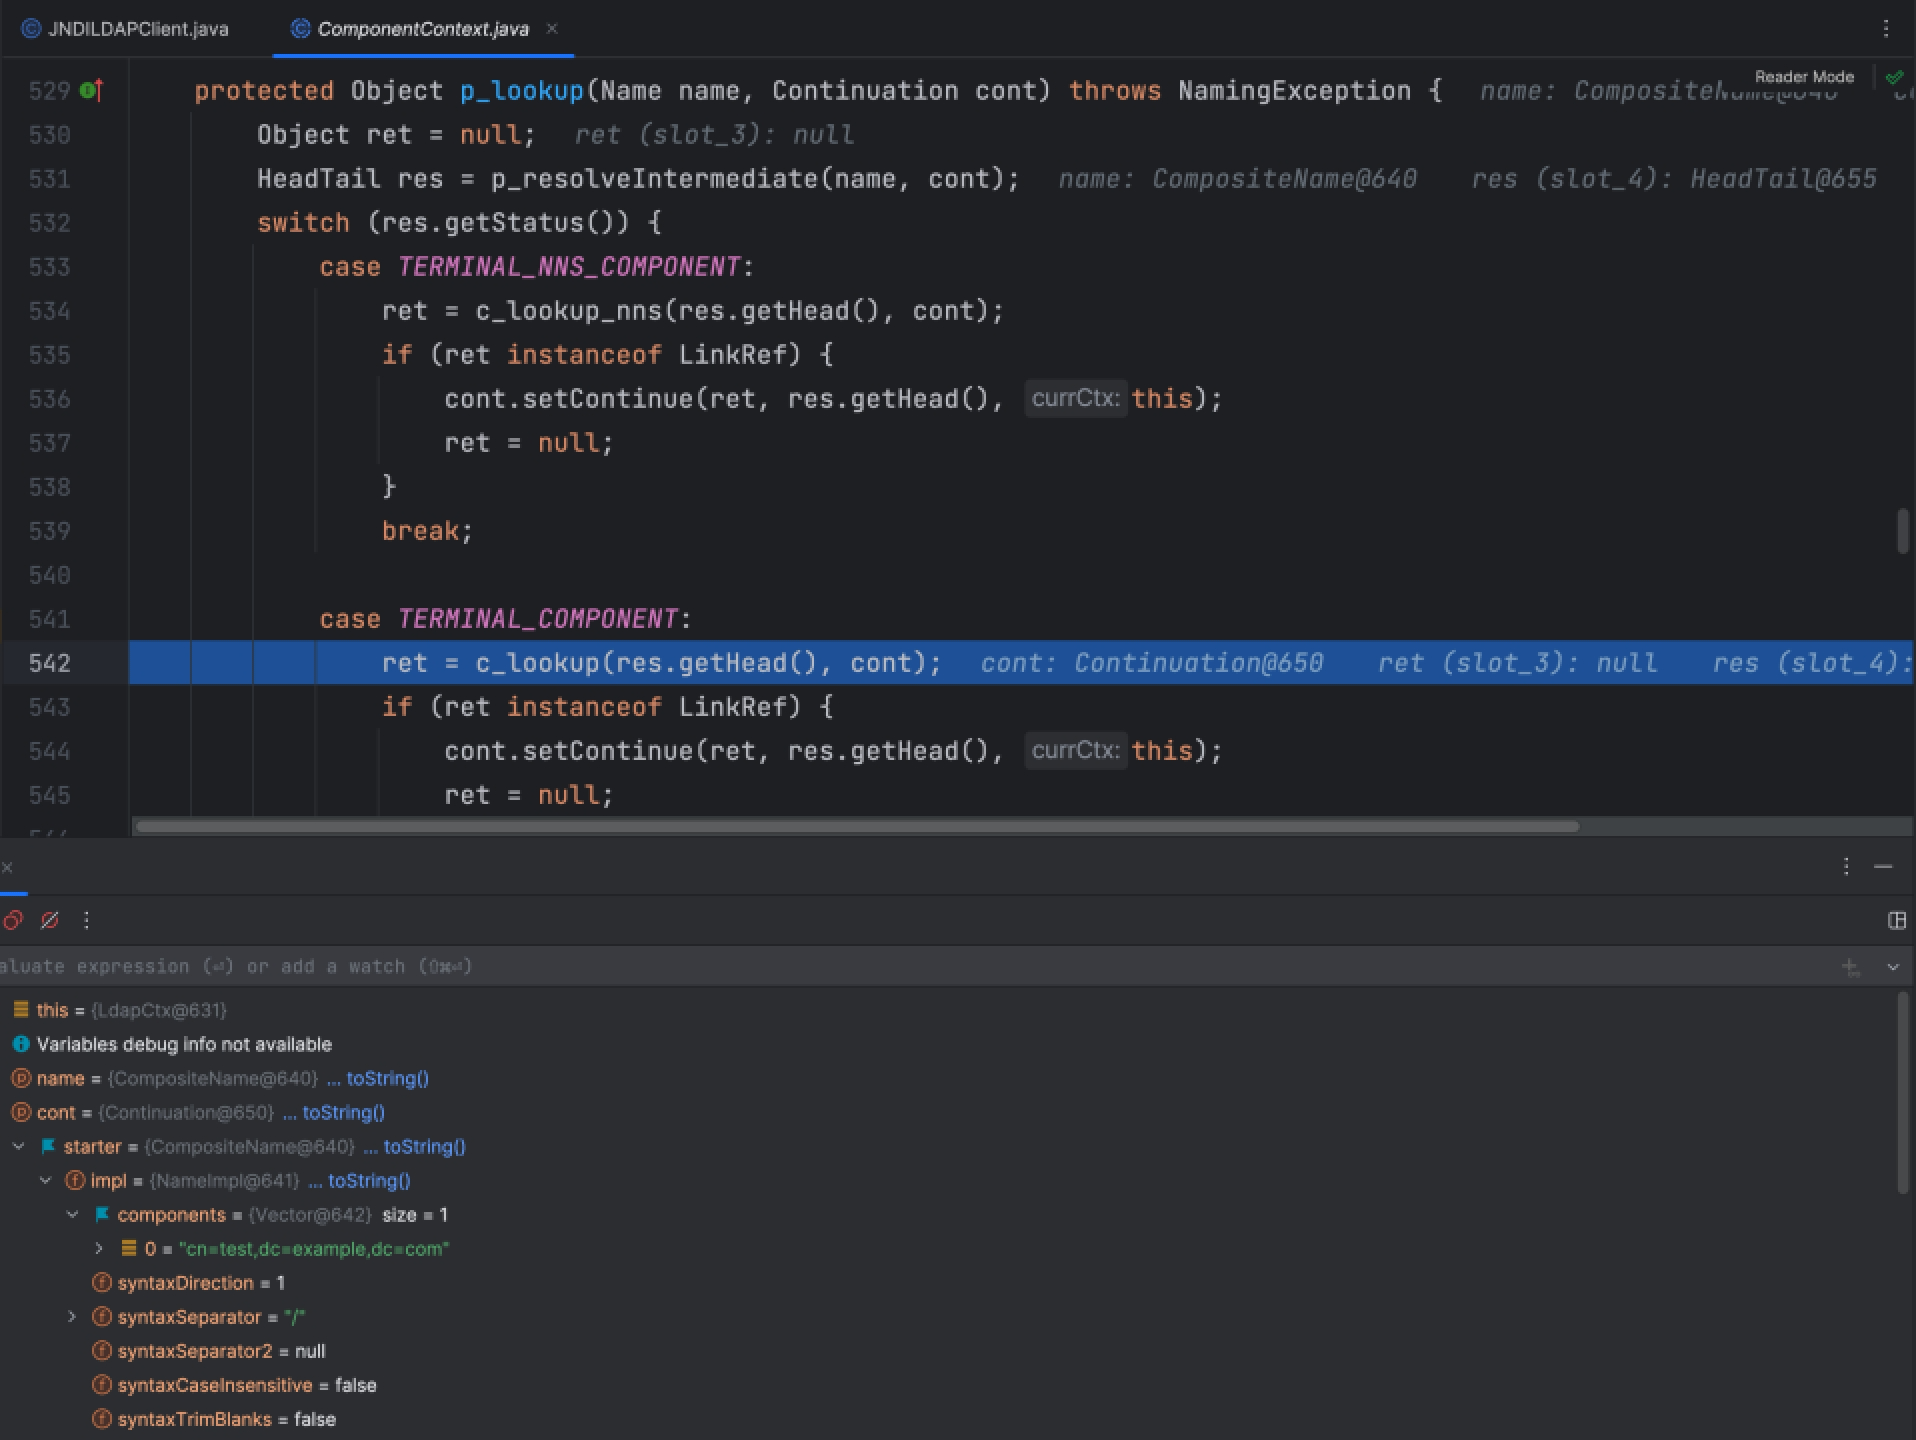 JNDILDAPClient.java ComponentContext.java
Reader Mode
529 protected Object p_lookup(Name name, Continuation cont) throws NamingException { name:
530 Object ret = null; ret (slot_3): null
531 HeadTail res = p_resolveIntermediate(name, cont); name: CompositeName@640 res (slot_4): HeadTail@655
532 switch (res.getStatus()) {
533 case TERMINAL_NNS_COMPONENT:
534 ret = c_lookup_nns(res.getHead(), cont);
535 if (ret instanceof LinkRef) {
536 cont.setContinue(ret, res.getHead(), currCtx: this);
537 ret = null;
538 }
539 break;
540
541 case TERMINAL_COMPONENT:
542 ret = c_lookup(res.getHead(), cont); cont: Continuation@650 ret (slot_3): null res (slot_4):
543 if (ret instanceof LinkRef) {
544 cont.setContinue(ret, res.getHead(), currCtx: this);
545 ret = null;
aluate expression (⏎) or add a watch (⇧⌘⏎)
this = {LdapCtx@631}
Variables debug info not available
name = {CompositeName@640} ... toString()
cont = {Continuation@650} ... toString()
starter = {CompositeName@640} ... toString()
impl = {NameImpl@641} ... toString()
components = {Vector@642} size = 1
0 = "cn=test,dc=example,dc=com"
syntaxDirection = 1
syntaxSeparator = "/"
syntaxSeparator2 = null
syntaxCaseInsensitive = false
syntaxTrimBlanks = false